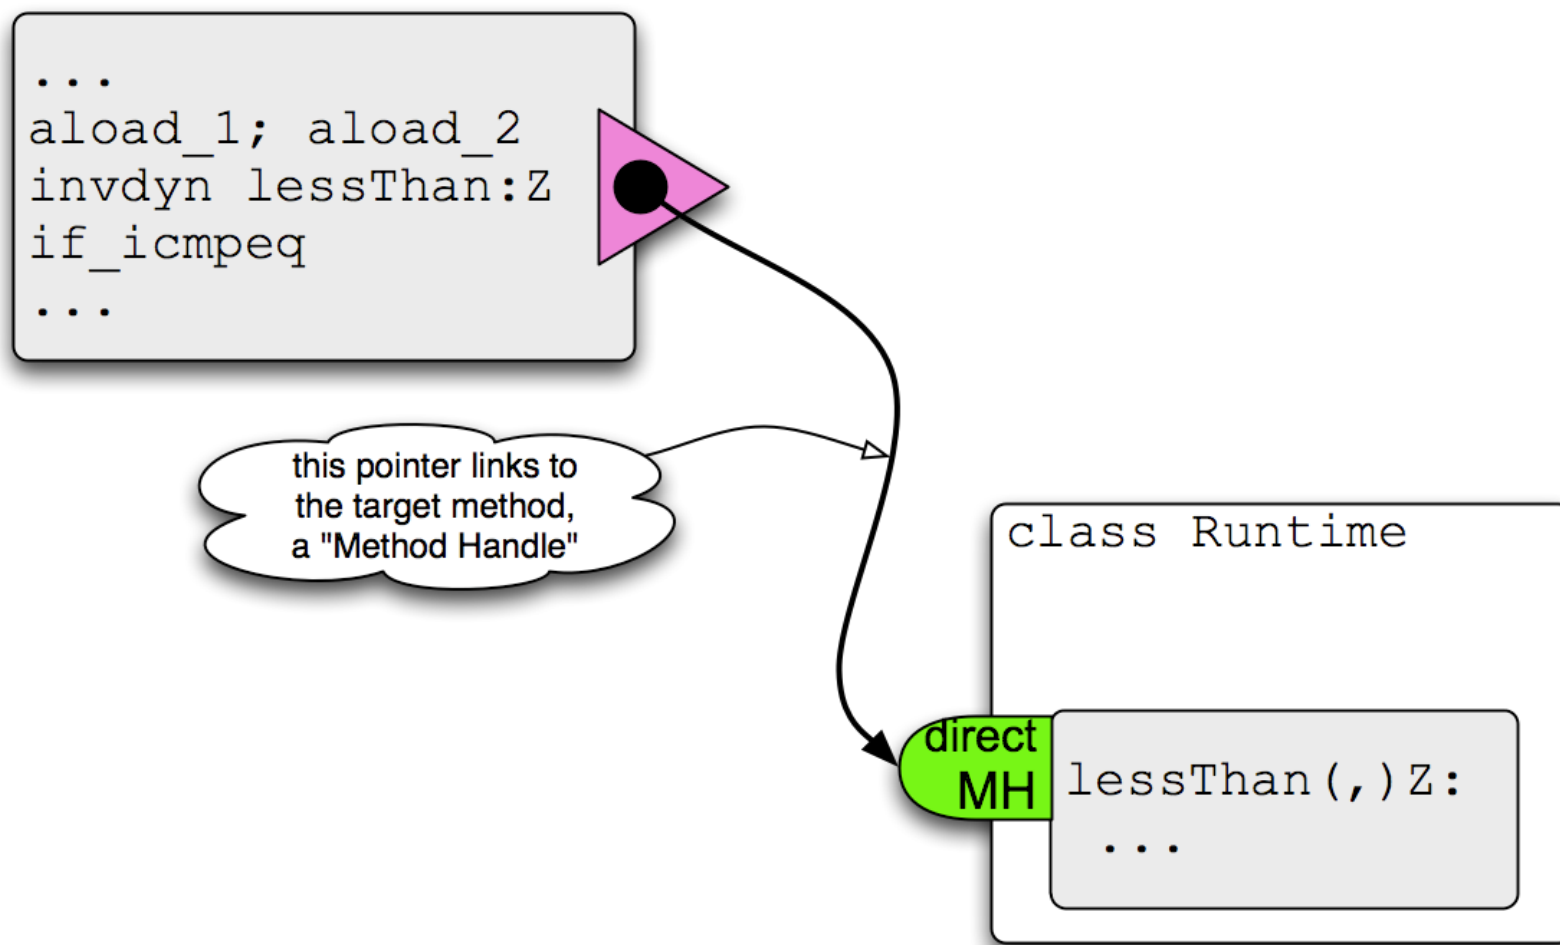 ...
aload_1; aload_2
invdyn lessThan:Z
if_icmpeq
...
this pointer links to
the target method,
a "Method Handle"
class Runtime
direct
MH
lessThan(,)Z:
...